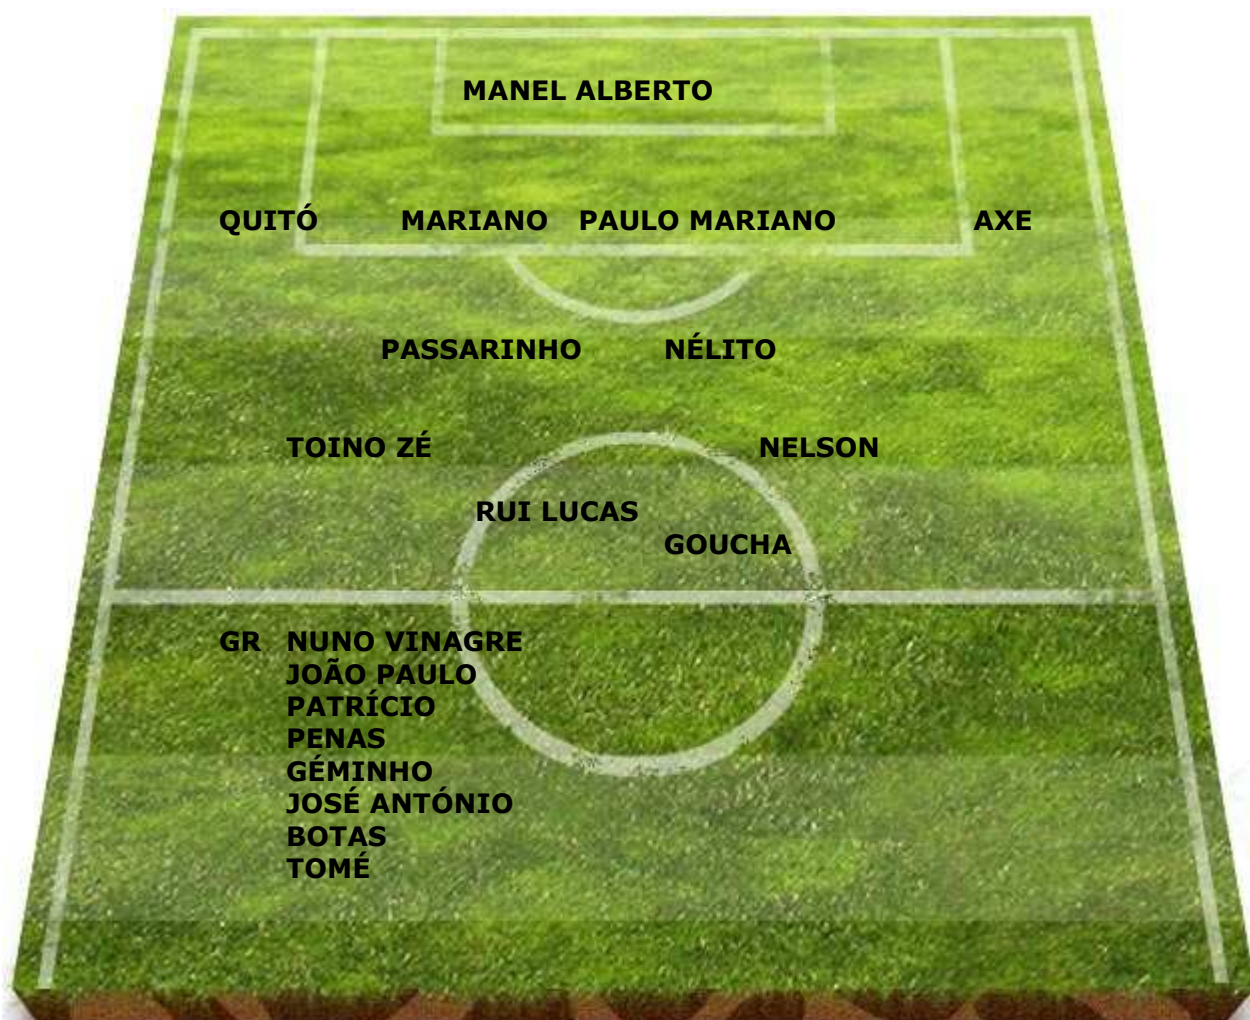 MANEL ALBERTO
QUITÓ MARIANO PAULO MARIANO AXE
PASSARINHO NÉLITO
TOINO ZÉ NELSON
RUI LUCAS
GOUCHA
GR NUNO VINAGRE
JOÃO PAULO
PATRÍCIO
PENAS
GÉMINHO
JOSÉ ANTÓNIO
BOTAS
TOMÉ